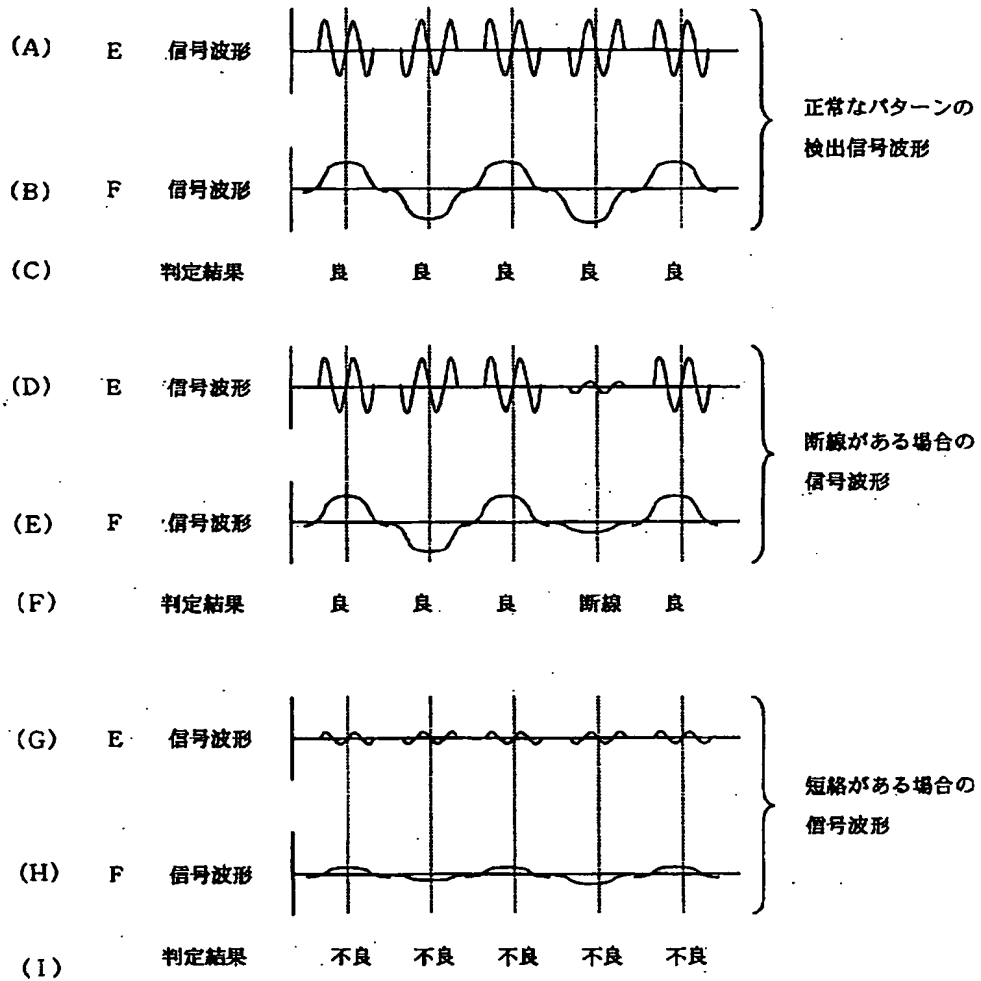 (A) E 信号波形
正常なパターンの
検出信号波形
(B) F 信号波形
(C) 判定結果 良 良 良 良 良
(D) E 信号波形
断線がある場合の
信号波形
(E) F 信号波形
(F) 判定結果 良 良 良 断線 良
(G) E 信号波形
短絡がある場合の
信号波形
(H) F 信号波形
(I) 判定結果 不良 不良 不良 不良 不良